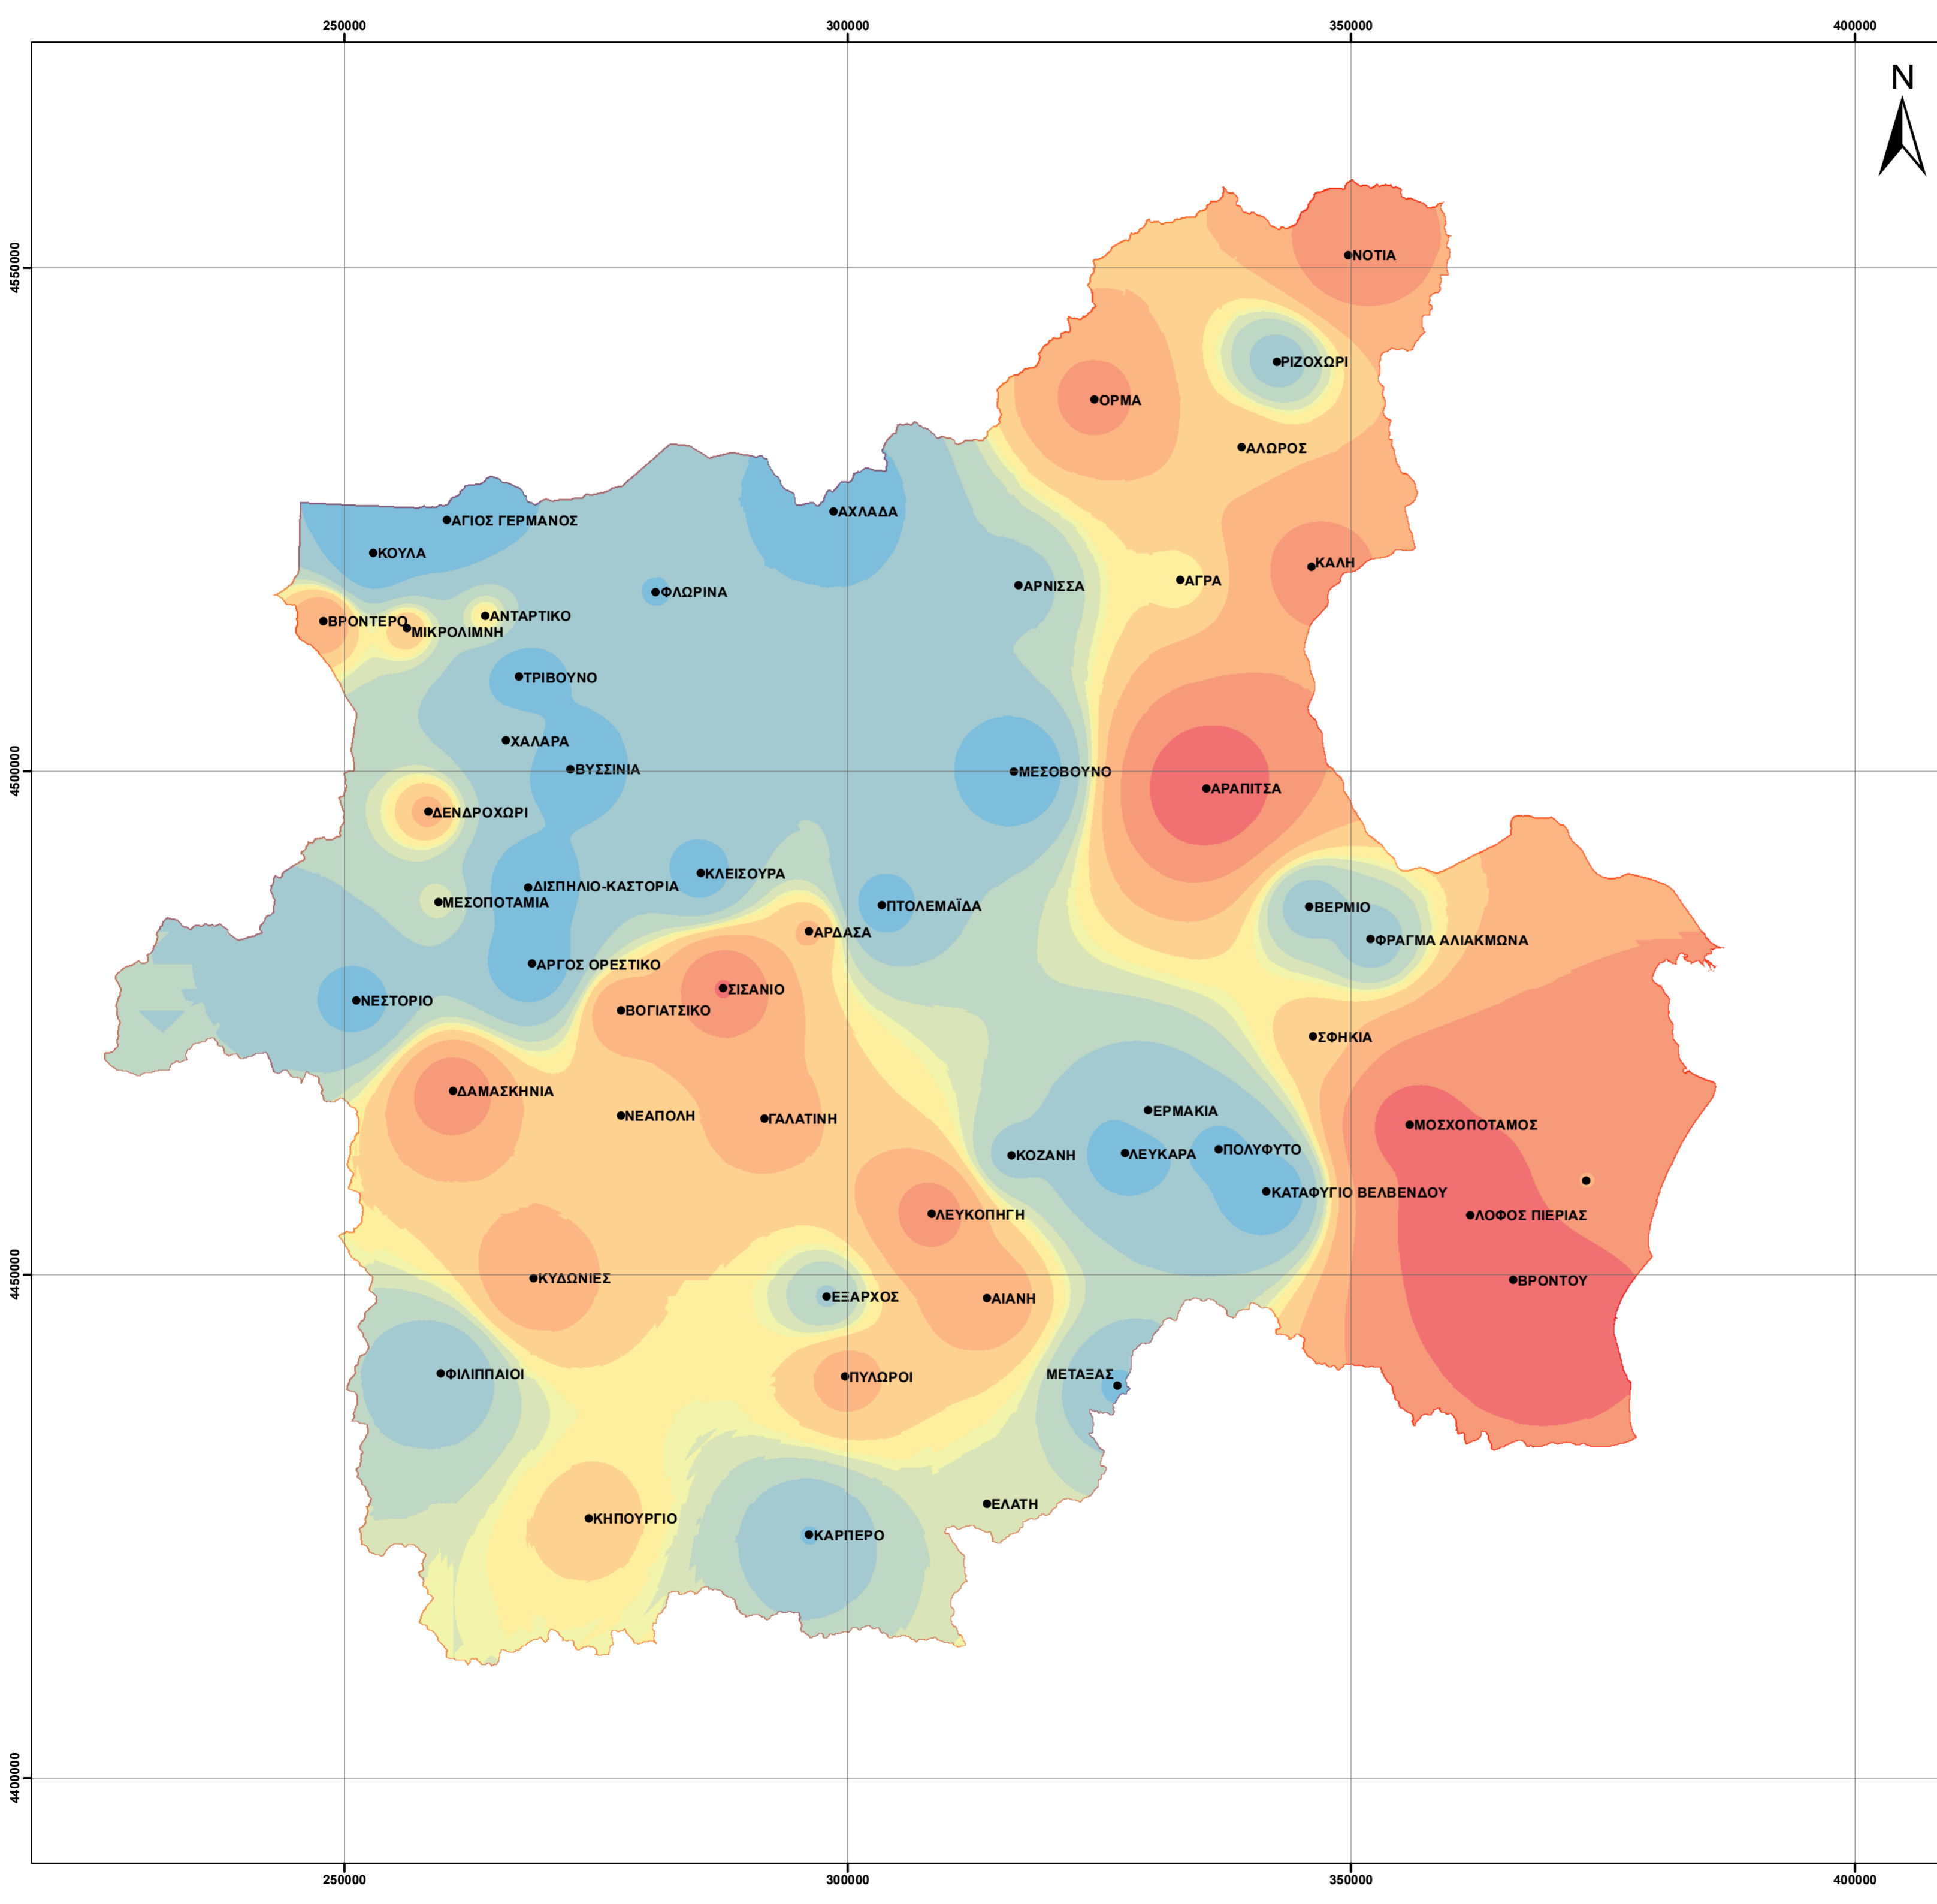 250000
300000
350000
400000
N
4550000
ΝΟΤΙΑ
ΡΙΖΟΧΩΡΙ
ΟΡΜΑ
ΑΛΩΡΟΣ
ΑΧΛΑΔΑ
ΑΓΙΟΣ ΓΕΡΜΑΝΟΣ
ΚΟΥΛΑ
ΚΑΛΗ
ΑΓΡΑ
ΑΡΝΙΣΣΑ
ΦΛΩΡΙΝΑ
ΑΝΤΑΡΤΙΚΟ
ΒΡΟΝΤΕΡΟ
ΜΙΚΡΟΛΙΜΝΗ
ΤΡΙΒΟΥΝΟ
ΧΑΛΑΡΑ
ΒΥΣΣΙΝΙΑ
ΜΕΣΟΒΟΥΝΟ
4500000
ΑΡΑΠΙΤΣΑ
ΔΕΝΔΡΟΧΩΡΙ
ΚΛΕΙΣΟΥΡΑ
ΔΙΣΠΗΛΙΟ-ΚΑΣΤΟΡΙΑ
ΜΕΣΟΠΟΤΑΜΙΑ
ΠΤΟΛΕΜΑΪΔΑ
ΒΕΡΜΙΟ
ΑΡΔΑΣΑ
ΦΡΑΓΜΑ ΑΛΙΑΚΜΩΝΑ
ΑΡΓΟΣ ΟΡΕΣΤΙΚΟ
ΣΙΣΑΝΙΟ
ΝΕΣΤΟΡΙΟ
ΒΟΓΙΑΤΣΙΚΟ
ΣΦΗΚΙΑ
ΔΑΜΑΣΚΗΝΙΑ
ΕΡΜΑΚΙΑ
ΝΕΑΠΟΛΗ
ΓΑΛΑΤΙΝΗ
ΜΟΣΧΟΠΟΤΑΜΟΣ
ΚΟΖΑΝΗ
ΛΕΥΚΑΡΑ
ΠΟΛΥΦΥΤΟ
ΚΑΤΑΦΥΓΙΟ ΒΕΛΒΕΝΔΟΥ
ΛΕΥΚΟΠΗΓΗ
ΛΟΦΟΣ ΠΙΕΡΙΑΣ
4450000
ΚΥΔΩΝΙΕΣ
ΒΡΟΝΤΟΥ
ΕΞΑΡΧΟΣ
ΑΙΑΝΗ
ΦΙΛΙΠΠΑΙΟΙ
ΠΥΛΩΡΟΙ
ΜΕΤΑΞΑΣ
ΕΛΑΤΗ
ΚΗΠΟΥΡΓΙΟ
ΚΑΡΠΕΡΟ
4400000
250000
300000
350000
400000